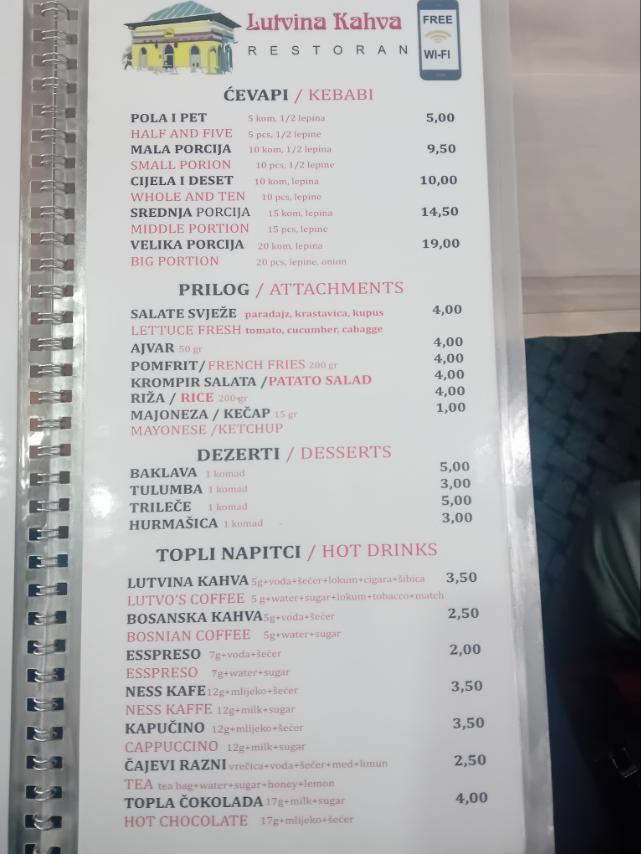 Lutvina Kahva
RESTORAN
FREE
WI-FI
ĆEVAPI / KEBABI
POLA I PET 5 kom, 1/2 lepina 5,00
HALF AND FIVE 5 pcs, 1/2 lepine
MALA PORCIJA 10 kom, 1/2 lepina 9,50
SMALL PORION 10 pcs, 1/2 lepine
CIJELA I DESET 10 kom, lepina 10,00
WHOLE AND TEN 10 pcs, lepine
SREDNJA PORCIJA 15 kom, lepina 14,50
MIDDLE PORTION 15 pcs, lepine
VELIKA PORCIJA 20 kom, lepina 19,00
BIG PORTION 20 pcs, lepine, onion
PRILOG / ATTACHMENTS
SALATE SVJEŽE paradajz, krastavica, kupus 4,00
LETTUCE FRESH tomato, cucumber, cabagge
AJVAR 50 gr 4,00
POMFRIT/FRENCH FRIES 200 gr 4,00
KROMPIR SALATA /PATATO SALAD 4,00
RIŽA / RICE 200gr 4,00
MAJONEZA / KEČAP 15 gr 1,00
MAYONESE /KETCHUP
DEZERTI / DESSERTS
BAKLAVA 1 komad 5,00
TULUMBA 1 komad 3,00
TRILEČE 1 komad 5,00
HURMAŠICA 1 komad 3,00
TOPLI NAPITCI / HOT DRINKS
LUTVINA KAHVA 5g+voda+šećer+lokum+cigara+šibica 3,50
LUTVO'S COFFEE 5 g+water+sugar+lokum+tobacco+match
BOSANSKA KAHVA 5g+voda+šećer 2,50
BOSNIAN COFFEE 5g+water+sugar
ESSPRESO 7g+voda+šećer 2,00
ESSPRESO 7g+water+sugar
NESS KAFE 12g+mlijeko+šećer 3,50
NESS KAFFE 12g+milk+sugar
KAPUČINO 12g+mlijeko+šećer 3,50
CAPPUCCINO 12g+milk+sugar
ČAJEVI RAZNI vrečica+voda+šećer+med+limun 2,50
TEA tea bag+water+sugar+honey+lemon
TOPLA ČOKOLADA 17g+milk+sugar 4,00
HOT CHOCOLATE 17g+mlijeko+šećer